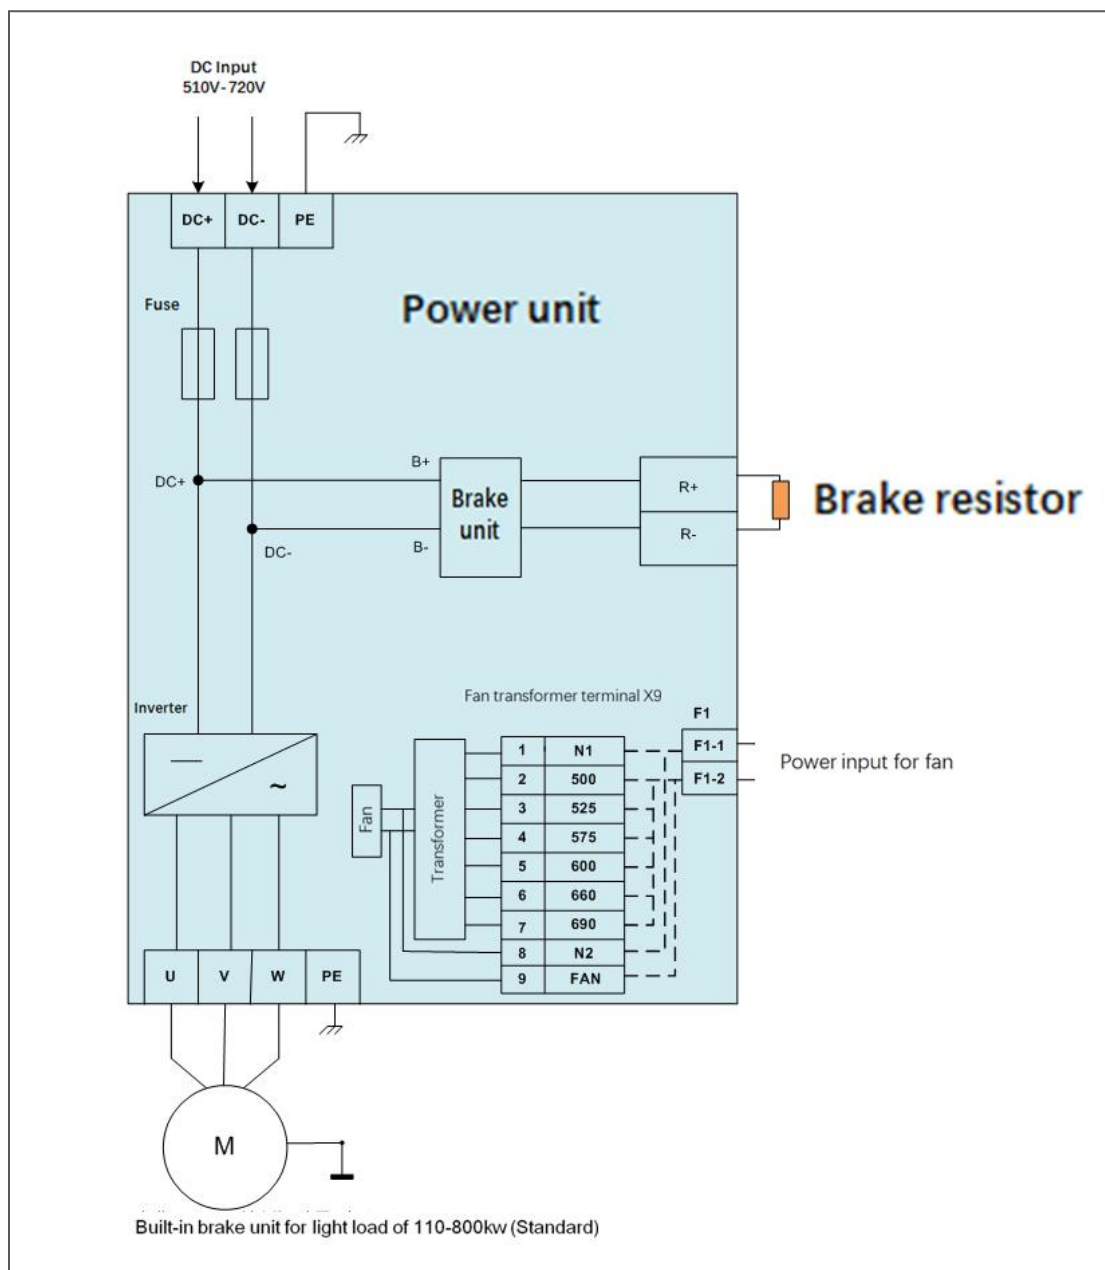 DC Input
510V-720V
DC+ DC- PE
Fuse
Power unit
B+
DC+
Brake
unit
R+
R-
Brake resistor
B-
DC-
Fan transformer terminal X9
Inverter
F1
~
Fan
Transformer
1 N1
2 500
3 525
4 575
5 600
6 660
7 690
8 N2
9 FAN
F1-1
F1-2
Power input for fan
U V W PE
M
Built-in brake unit for light load of 110-800kw (Standard)